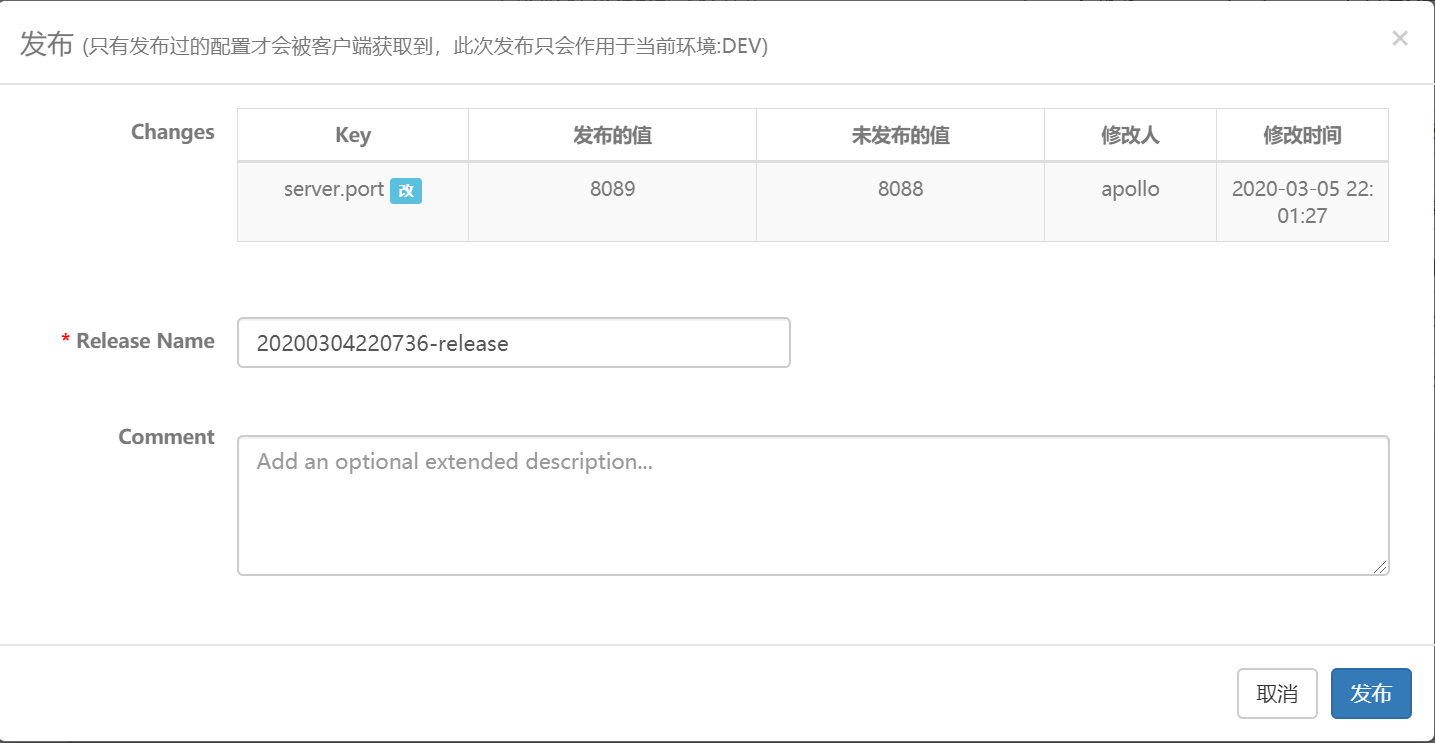 发布 (只有发布过的配置才会被客户端获取到，此次发布只会作用于当前环境:DEV)
×
Changes
Key 发布的值 未发布的值 修改人 修改时间
server.port 改 8089 8088 apollo 2020-03-05 22:
01:27
* Release Name 20200304220736-release
Comment
Add an optional extended description...
取消 发布